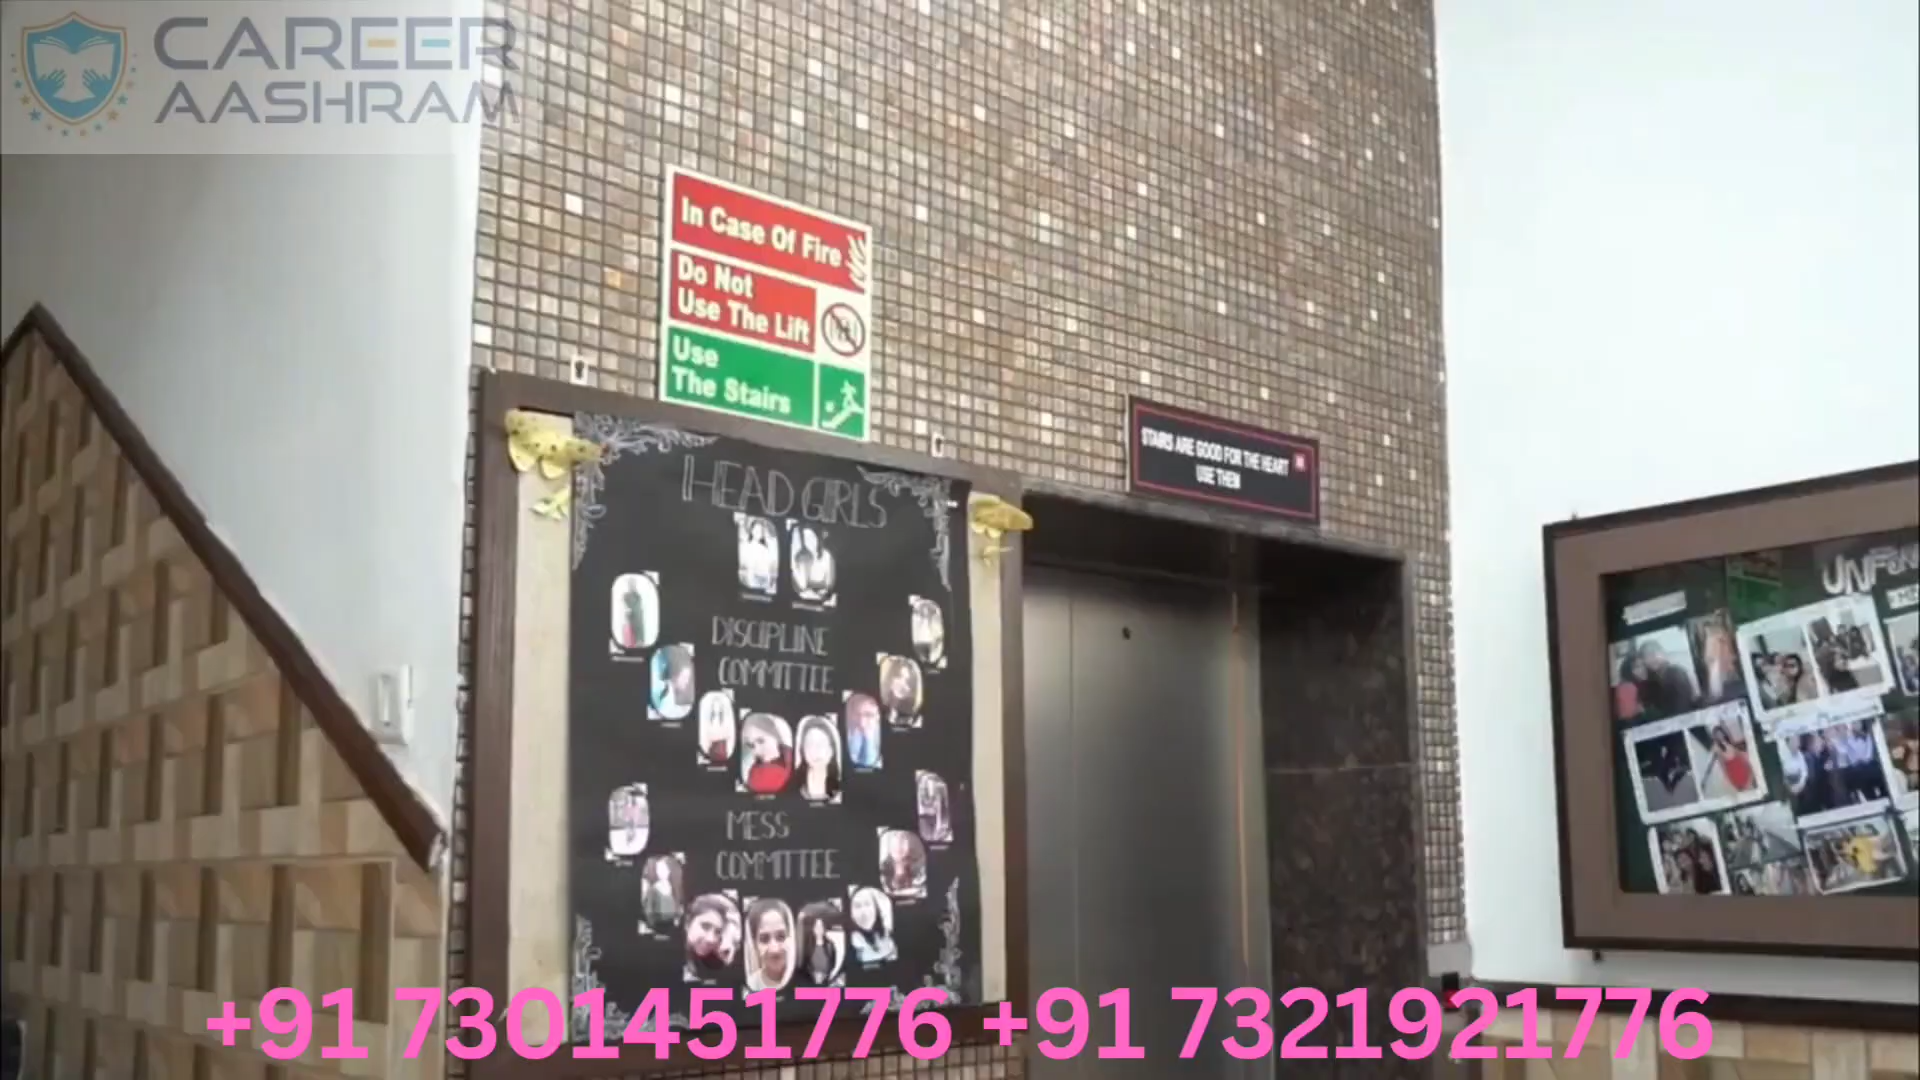 CAREER
AASHRAM
In Case Of Fire
Do Not
Use The Lift
Use
The Stairs
STAIRS ARE GOOD FOR THE HEART
USE THEM
HEAD GIRLS
DISCIPLINE
COMMITTEE
MESS
COMMITTEE
+91 7301451776 +91 7321921776